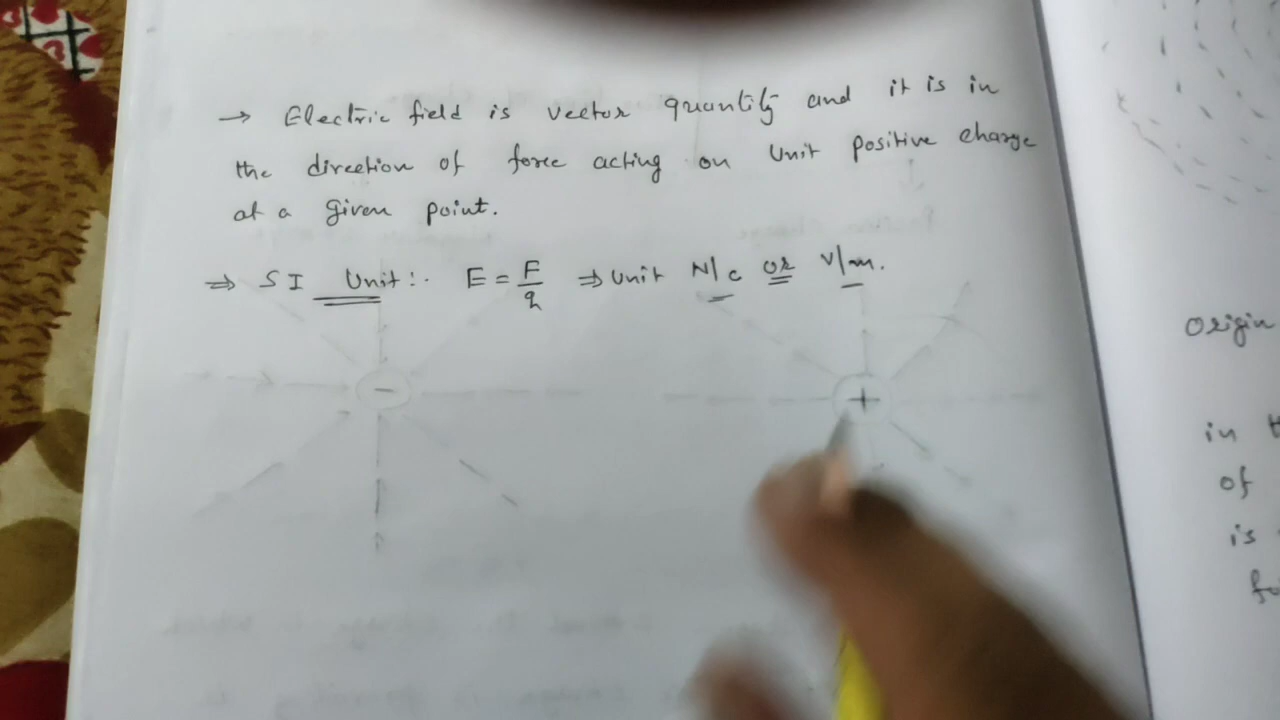 → Electric field is vector quantity and it is in
the direction of force acting on Unit positive charge
at a given point.
⇒ SI Unit :- E = F/q ⇒ Unit N/c or V/m.
−
+
Origin
in
of
is